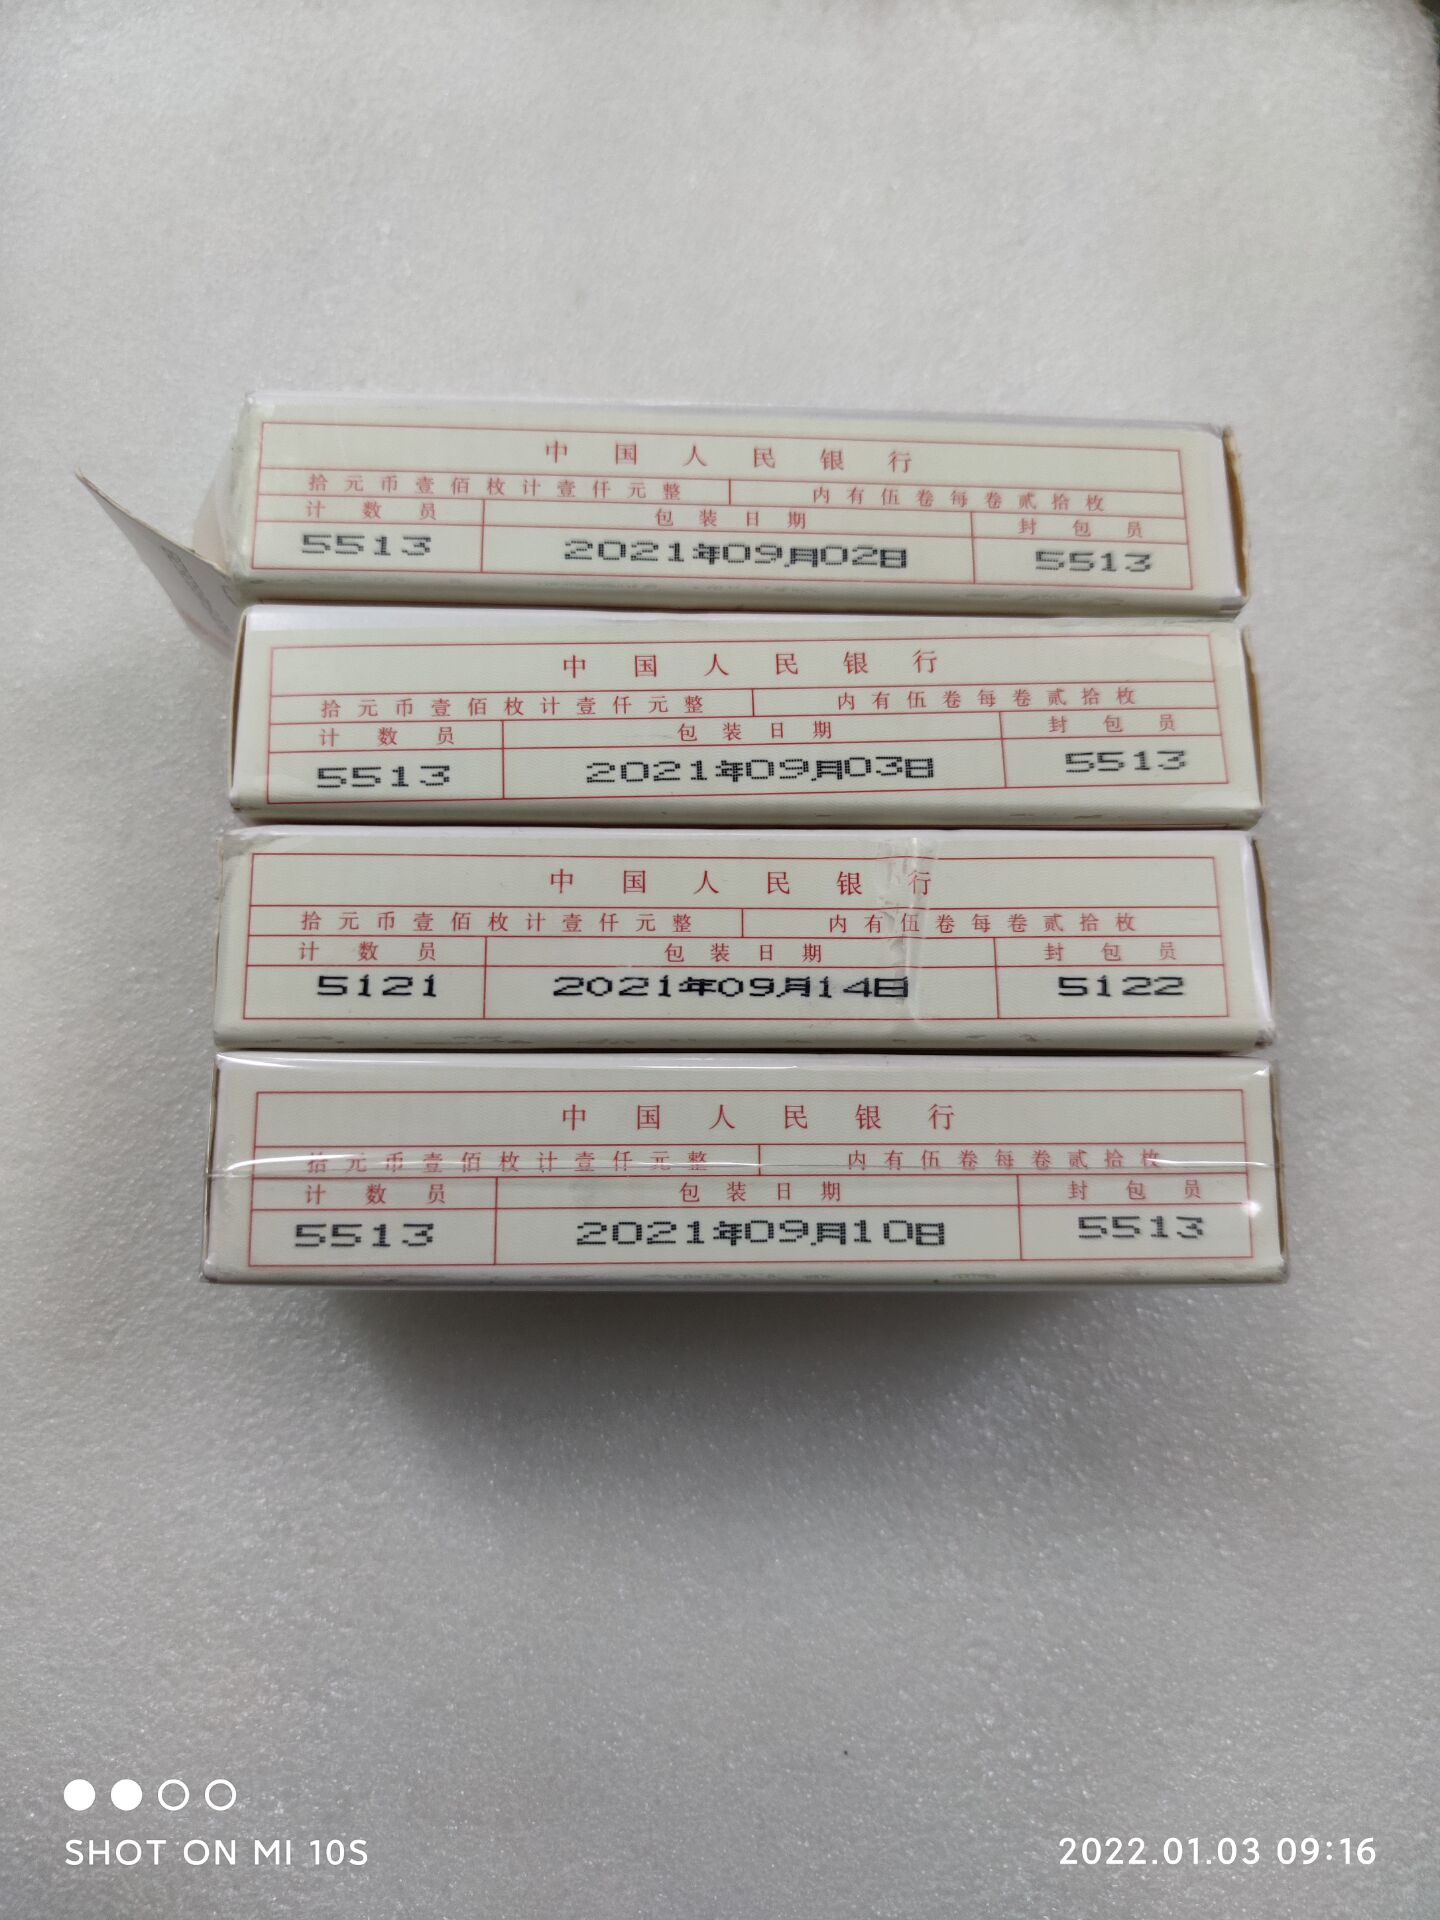 中国人民银行
拾元币壹佰枚计壹仟元整 内有伍卷每卷贰拾枚
计数员 包装日期 封包员
5513 2021年09月02日 5513
中国人民银行
拾元币壹佰枚计壹仟元整 内有伍卷每卷贰拾枚
计数员 包装日期 封包员
5513 2021年09月03日 5513
中国人民银行
拾元币壹佰枚计壹仟元整 内有伍卷每卷贰拾枚
计数员 包装日期 封包员
5121 2021年09月14日 5122
中国人民银行
拾元币壹佰枚计壹仟元整 内有伍卷每卷贰拾枚
计数员 包装日期 封包员
5513 2021年09月10日 5513
SHOT ON MI 10S 2022.01.03 09:16